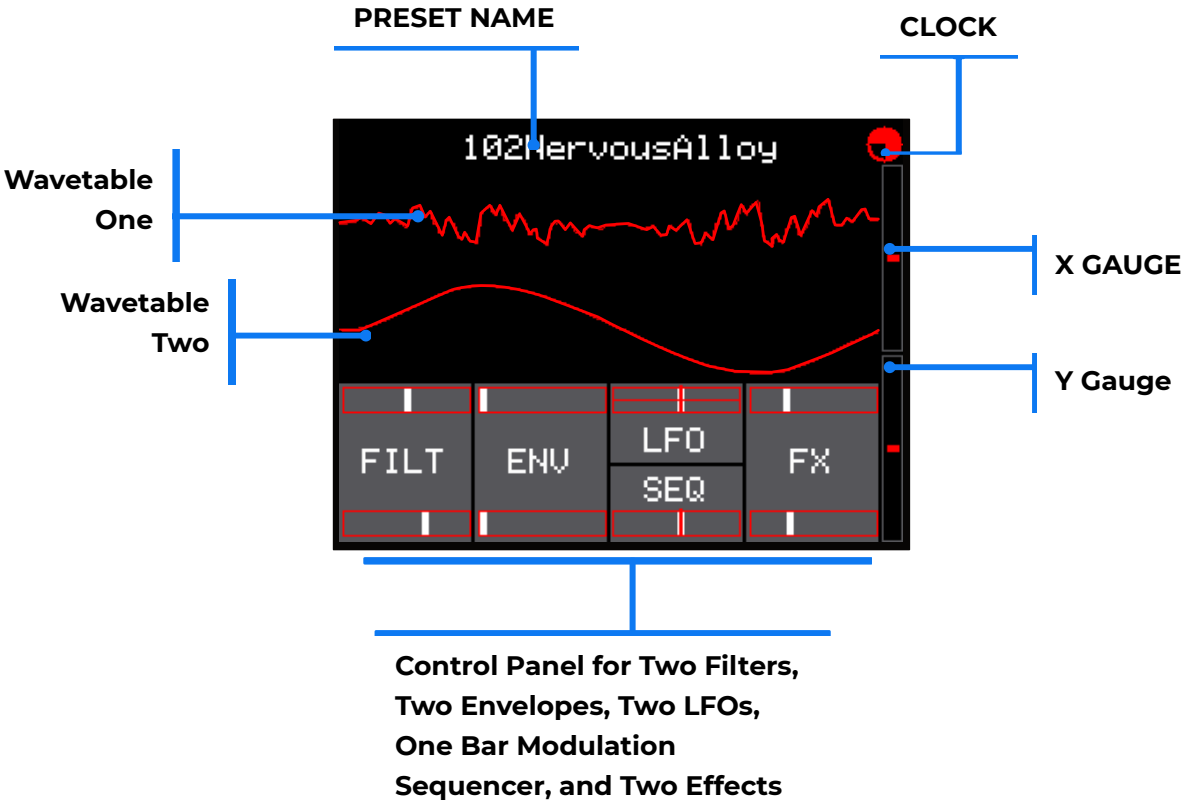 PRESET NAME
CLOCK
102NervousAlloy
Wavetable
One
X GAUGE
Wavetable
Two
Y Gauge
FILT
ENV
LFO
SEQ
FX
Control Panel for Two Filters,
Two Envelopes, Two LFOs,
One Bar Modulation
Sequencer, and Two Effects